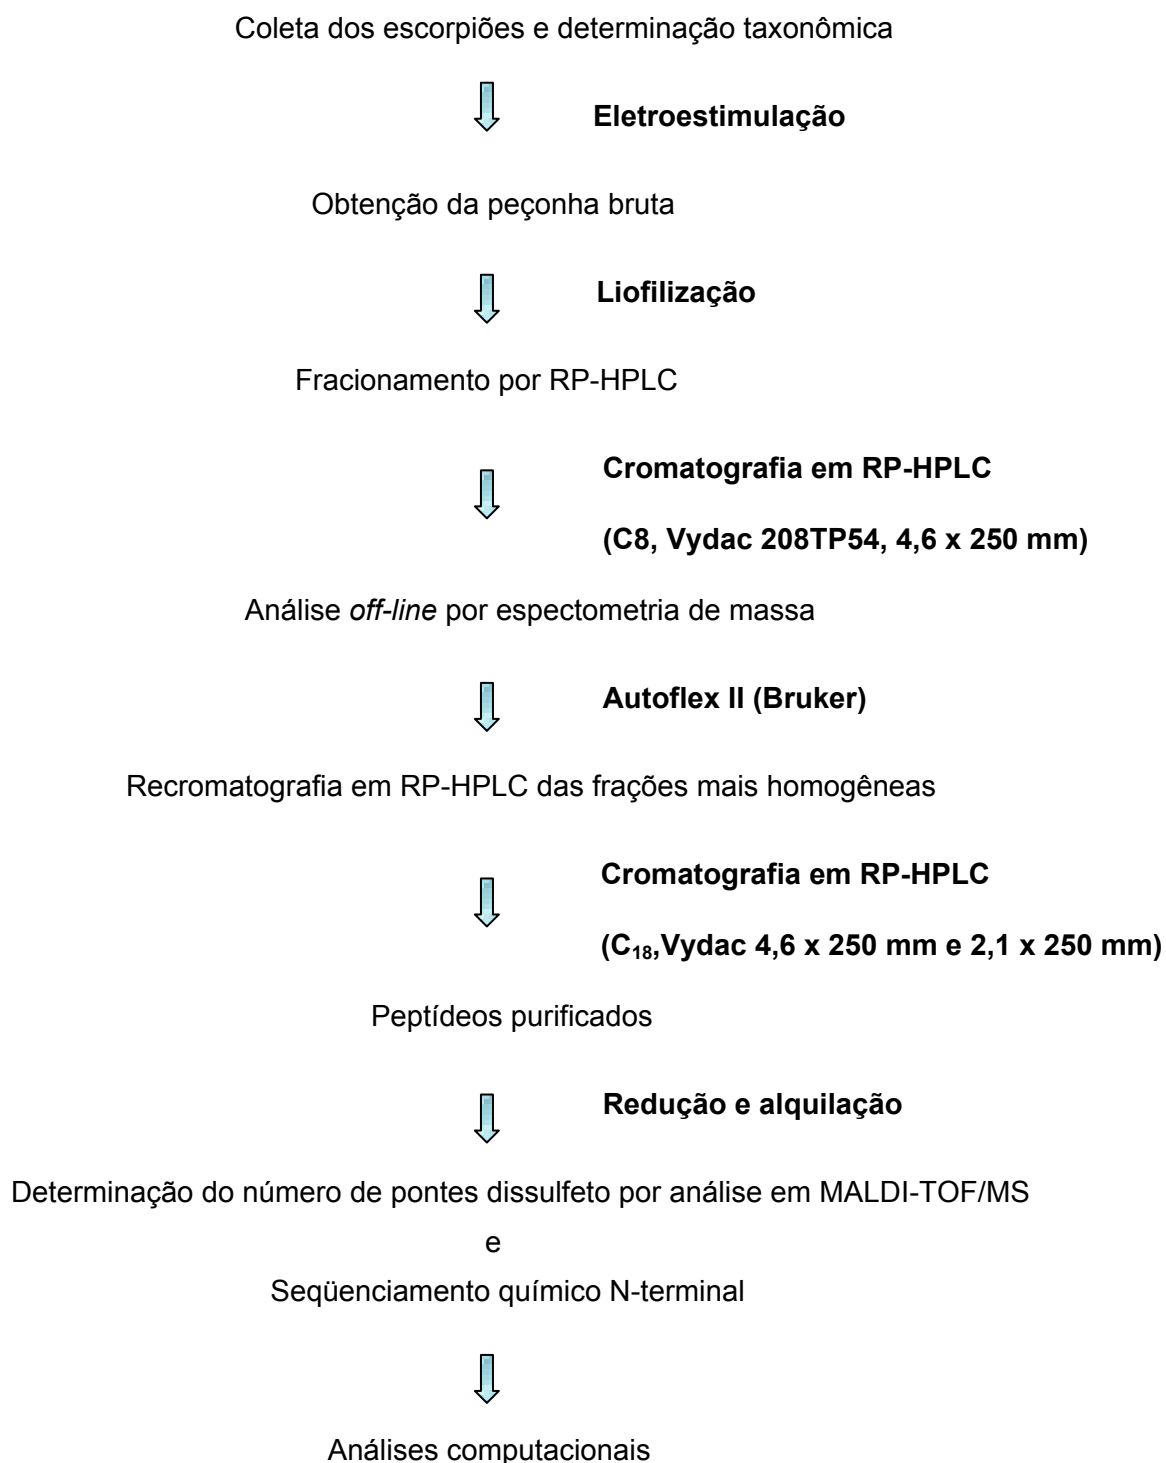 Coleta dos escorpiões e determinação taxonômica
Eletroestimulação
Obtenção da peçonha bruta
Liofilização
Fracionamento por RP-HPLC
Cromatografia em RP-HPLC
(C8, Vydac 208TP54, 4,6 x 250 mm)
Análise off-line por espectometria de massa
Autoflex II (Bruker)
Recromatografia em RP-HPLC das frações mais homogêneas
Cromatografia em RP-HPLC
(C₁₈,Vydac 4,6 x 250 mm e 2,1 x 250 mm)
Peptídeos purificados
Redução e alquilação
Determinação do número de pontes dissulfeto por análise em MALDI-TOF/MS
e
Seqüenciamento químico N-terminal
Análises computacionais